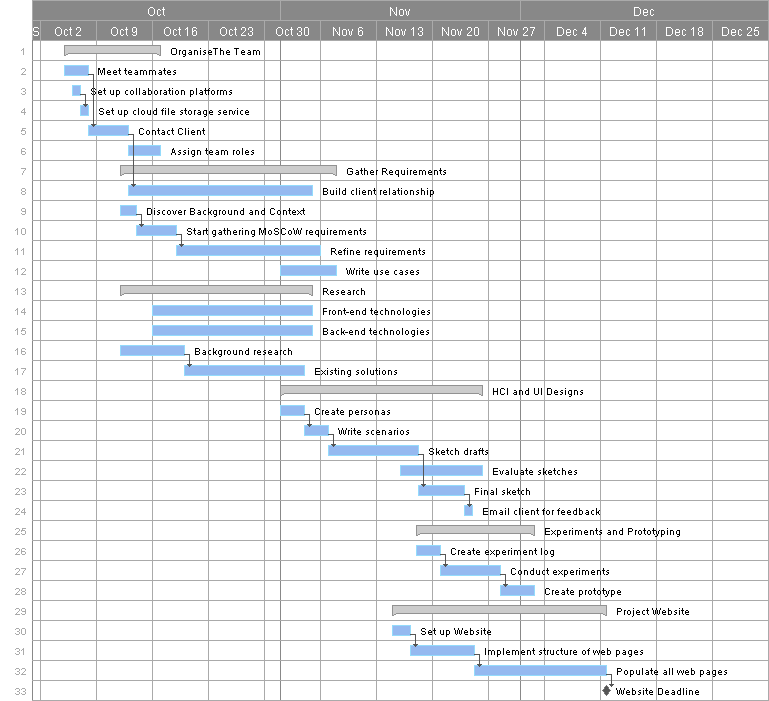 Oct Nov Dec
S Oct 2 Oct 9 Oct 16 Oct 23 Oct 30 Nov 6 Nov 13 Nov 20 Nov 27 Dec 4 Dec 11 Dec 18 Dec 25
1 OrganiseThe Team
2 Meet teammates
3 Set up collaboration platforms
4 Set up cloud file storage service
5 Contact Client
6 Assign team roles
7 Gather Requirements
8 Build client relationship
9 Discover Background and Context
10 Start gathering MoSCoW requirements
11 Refine requirements
12 Write use cases
13 Research
14 Front-end technologies
15 Back-end technologies
16 Background research
17 Existing solutions
18 HCI and UI Designs
19 Create personas
20 Write scenarios
21 Sketch drafts
22 Evaluate sketches
23 Final sketch
24 Email client for feedback
25 Experiments and Prototyping
26 Create experiment log
27 Conduct experiments
28 Create prototype
29 Project Website
30 Set up Website
31 Implement structure of web pages
32 Populate all web pages
33 Website Deadline